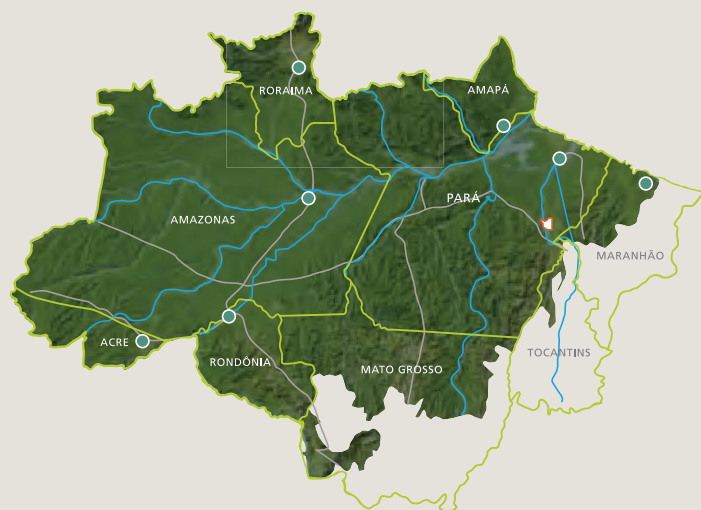 RORAIMA
AMAPÁ
PARÁ
AMAZONAS
MARANHÃO
ACRE
RONDÔNIA
MATO GROSSO
TOCANTINS